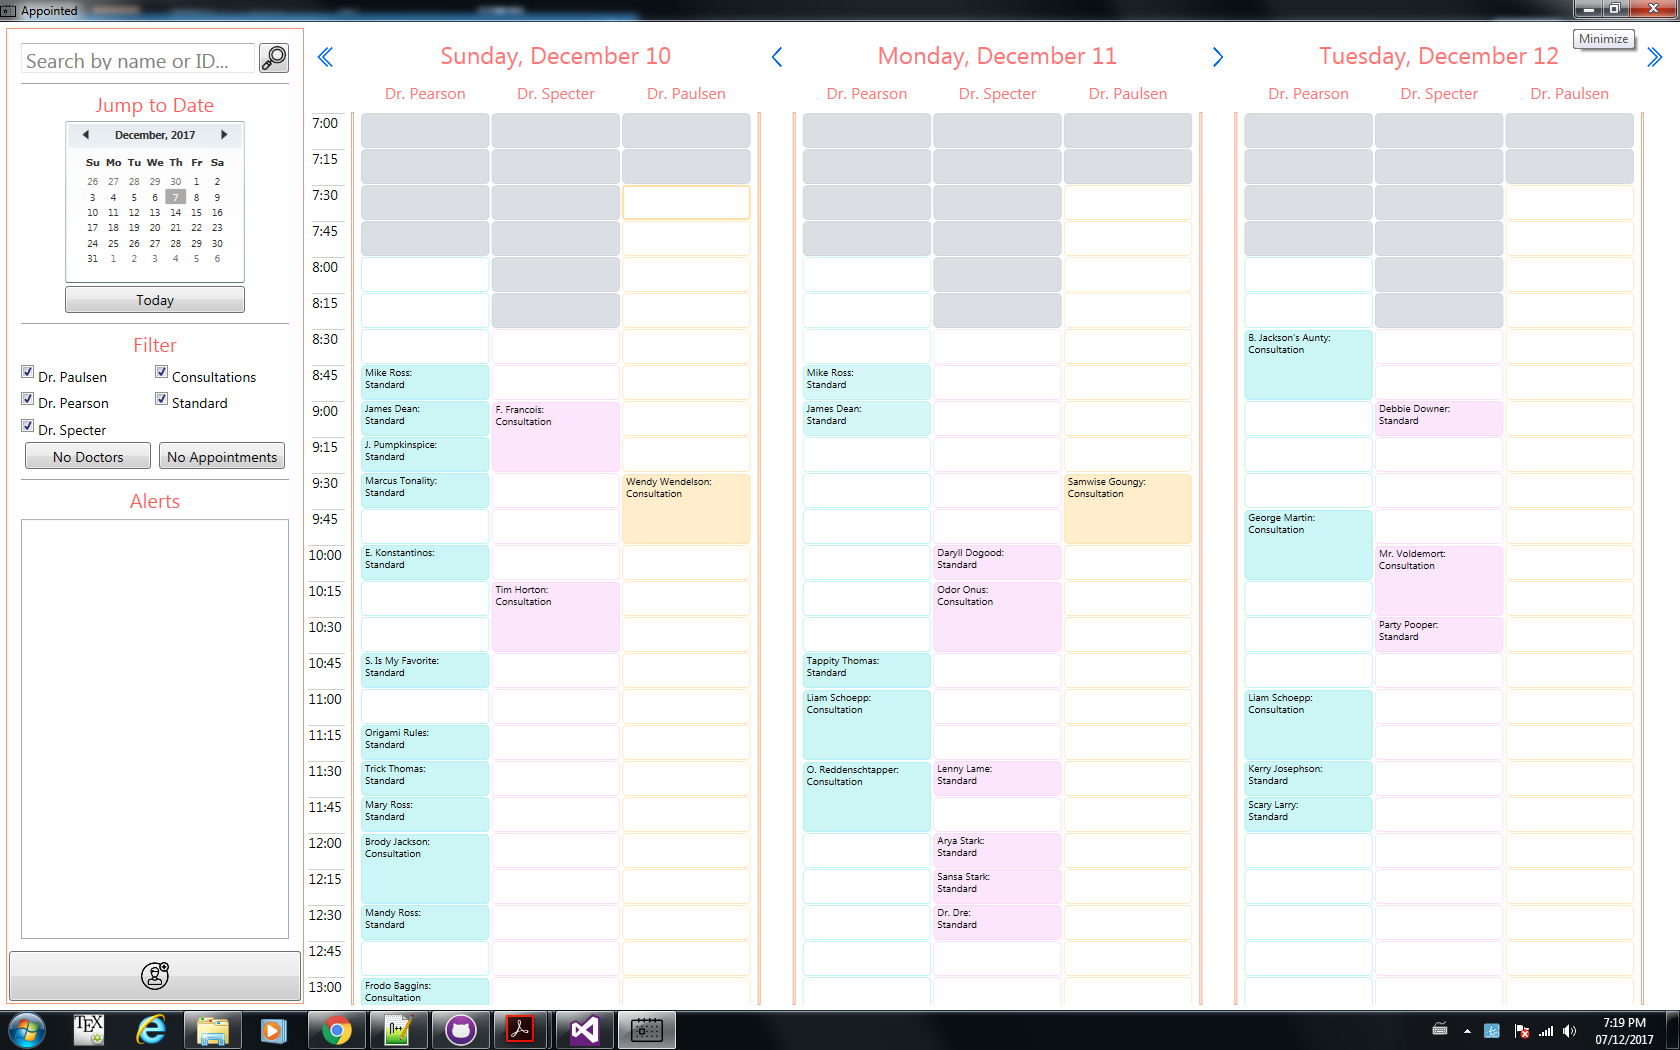 Appointed
Minimize
Search by name or ID...
Jump to Date
December, 2017
Su Mo Tu We Th Fr Sa
26 27 28 29 30 1 2
3 4 5 6 7 8 9
10 11 12 13 14 15 16
17 18 19 20 21 22 23
24 25 26 27 28 29 30
31 1 2 3 4 5 6
Today
Filter
Dr. Paulsen Consultations
Dr. Pearson Standard
Dr. Specter
No Doctors No Appointments
Alerts
Sunday, December 10
Dr. Pearson Dr. Specter Dr. Paulsen
7:00
7:15
7:30
7:45
8:00
8:15
8:30
8:45
9:00
9:15
9:30
9:45
10:00
10:15
10:30
10:45
11:00
11:15
11:30
11:45
12:00
12:15
12:30
12:45
13:00
Mike Ross:
Standard
James Dean:
Standard
J. Pumpkinspice:
Standard
Marcus Tonality:
Standard
E. Konstantinos:
Standard
S. Is My Favorite:
Standard
Origami Rules:
Standard
Trick Thomas:
Standard
Mary Ross:
Standard
Brody Jackson:
Consultation
Mandy Ross:
Standard
Frodo Baggins:
Consultation
F. Francois:
Consultation
Tim Horton:
Consultation
Wendy Wendelson:
Consultation
Monday, December 11
Dr. Pearson Dr. Specter Dr. Paulsen
Mike Ross:
Standard
James Dean:
Standard
Tappity Thomas:
Standard
Liam Schoepp:
Consultation
O. Reddenschtapper:
Consultation
Daryll Dogood:
Standard
Odor Onus:
Consultation
Lenny Lame:
Standard
Arya Stark:
Standard
Sansa Stark:
Standard
Dr. Dre:
Standard
Samwise Goungy:
Consultation
Tuesday, December 12
Dr. Pearson Dr. Specter Dr. Paulsen
B. Jackson's Aunty:
Consultation
George Martin:
Consultation
Liam Schoepp:
Consultation
Kerry Josephson:
Standard
Scary Larry:
Standard
Debbie Downer:
Standard
Mr. Voldemort:
Consultation
Party Pooper:
Standard
TEX
n++
7:19 PM
07/12/2017